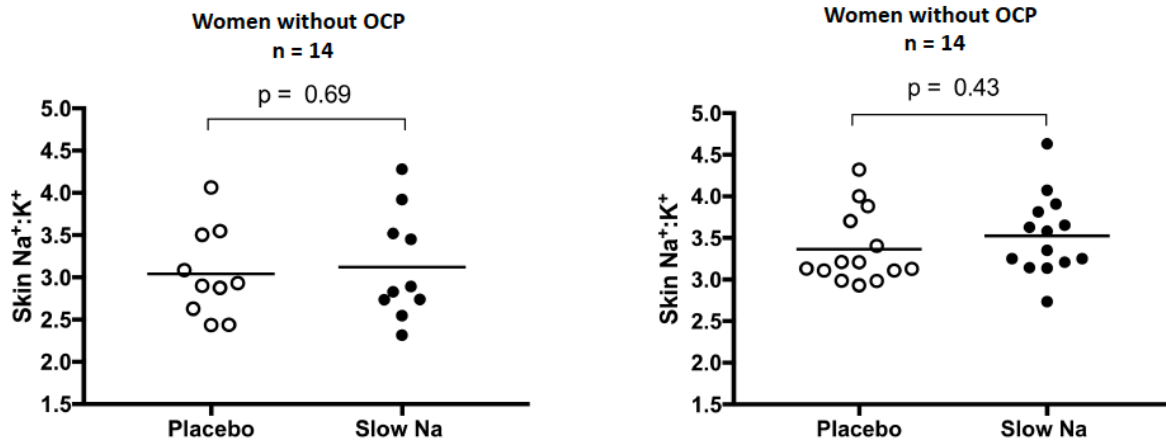 Women without OCP
n = 14
p = 0.69
Skin Na⁺:K⁺
5.0
4.5
4.0
3.5
3.0
2.5
2.0
1.5
Placebo
Slow Na
Women without OCP
n = 14
p = 0.43
Skin Na⁺:K⁺
5.0
4.5
4.0
3.5
3.0
2.5
2.0
1.5
Placebo
Slow Na